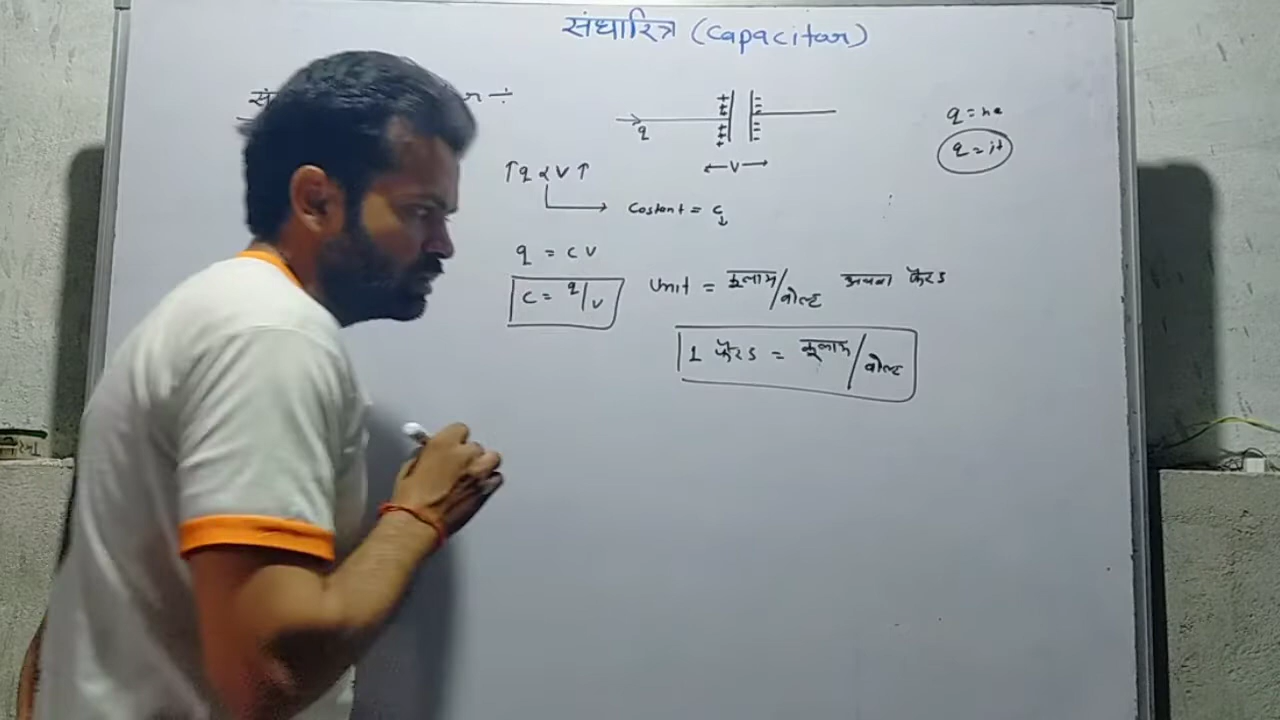 संधारित्र (Capacitor)
q = ne
q = it
+ + + + - - - -
q
← V →
↑ q ∝ V ↑
Costant = C
q = CV
C = q/V
Unit = कूलाम/वोल्ट अथवा फैरड
1 फैरड = कूलाम/वोल्ट